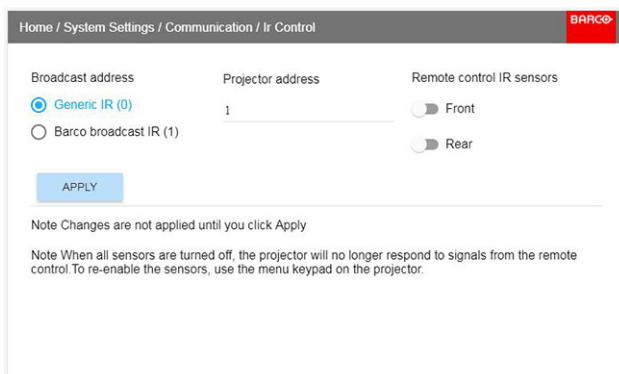 Home / System Settings / Communication / Ir Control
BARCO
Broadcast address
Generic IR (0)
Barco broadcast IR (1)
Projector address
1
Remote control IR sensors
Front
Rear
APPLY
Note Changes are not applied until you click Apply
Note When all sensors are turned off, the projector will no longer respond to signals from the remote
control.To re-enable the sensors, use the menu keypad on the projector.